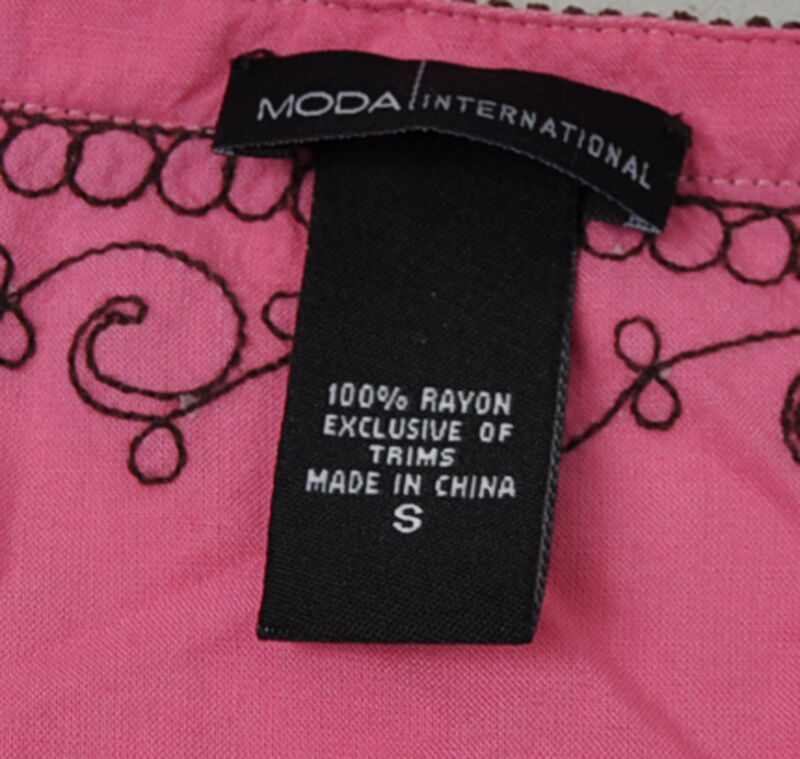 MODA|INTERNATIONAL
100% RAYON
EXCLUSIVE OF
TRIMS
MADE IN CHINA
S